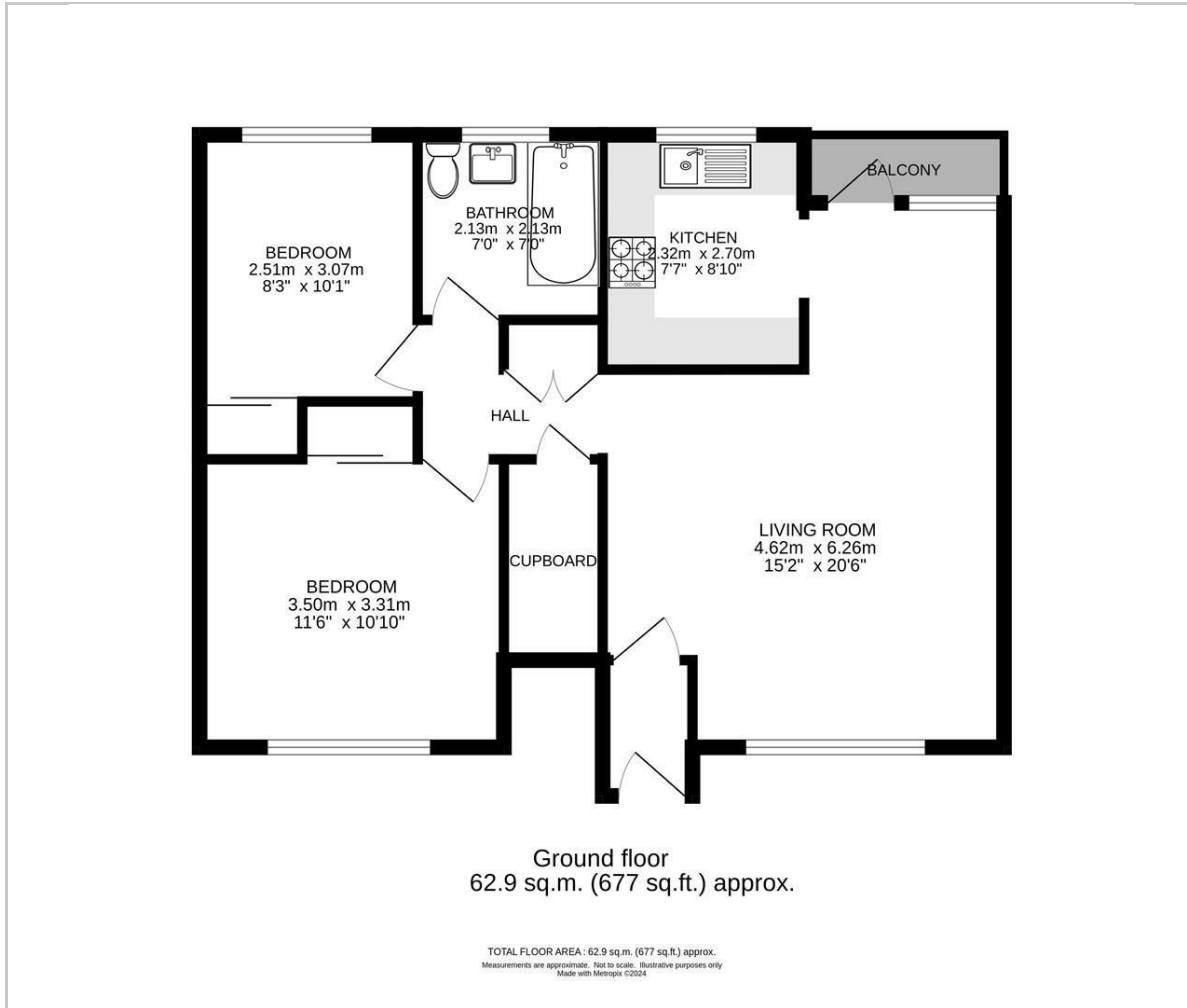 BALCONY
BATHROOM
2.13m x 2.13m
7'0" x 7'0"
KITCHEN
2.32m x 2.70m
7'7" x 8'10"
BEDROOM
2.51m x 3.07m
8'3" x 10'1"
HALL
LIVING ROOM
4.62m x 6.26m
15'2" x 20'6"
CUPBOARD
BEDROOM
3.50m x 3.31m
11'6" x 10'10"
Ground floor
62.9 sq.m. (677 sq.ft.) approx.
TOTAL FLOOR AREA : 62.9 sq.m. (677 sq.ft.) approx.
Measurements are approximate. Not to scale. Illustrative purposes only
Made with Metropix ©2024